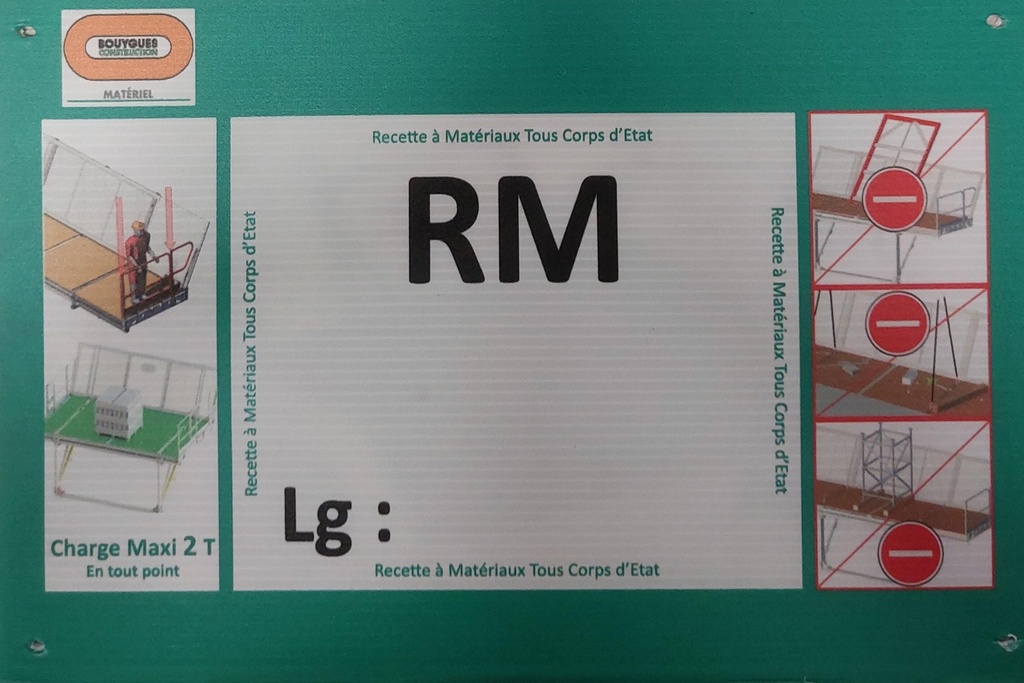 BOUYGUES
CONSTRUCTION
MATÉRIEL
Recette à Matériaux Tous Corps d'Etat
RM
Recette à Matériaux Tous Corps d'Etat
Recette à Matériaux Tous Corps d'Etat
Lg :
Recette à Matériaux Tous Corps d'Etat
Charge Maxi 2 T
En tout point